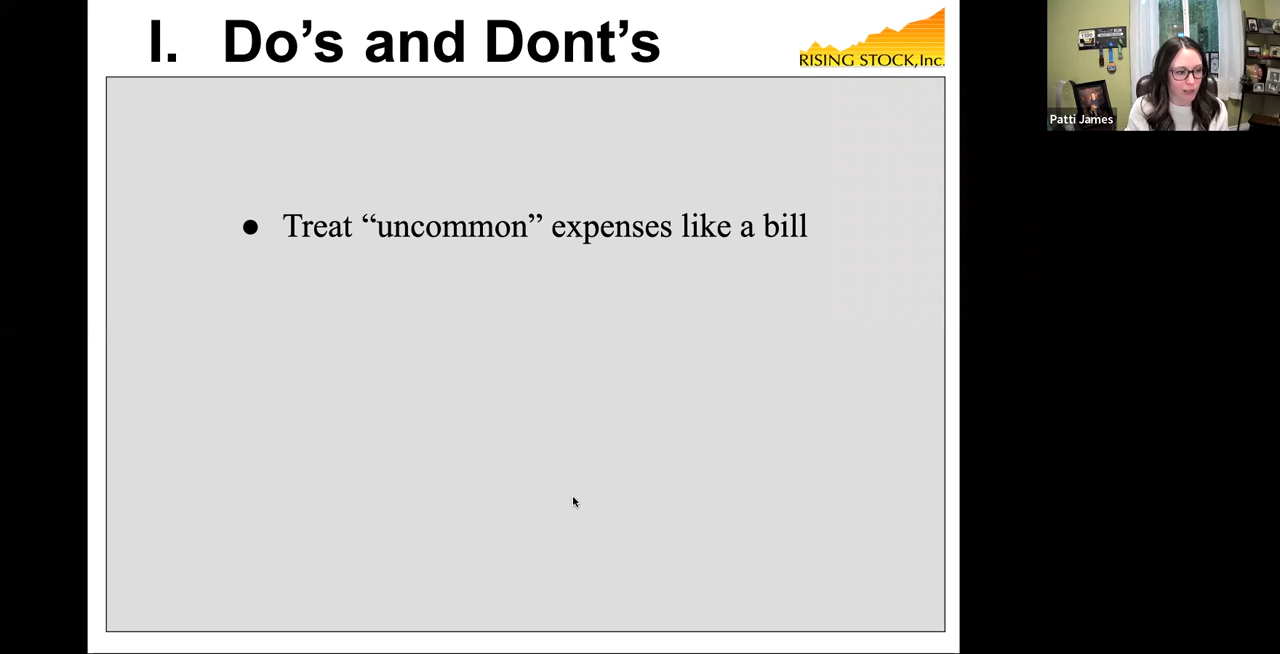 I. Do’s and Dont’s
RISING STOCK, Inc.
● Treat “uncommon” expenses like a bill
Patti James